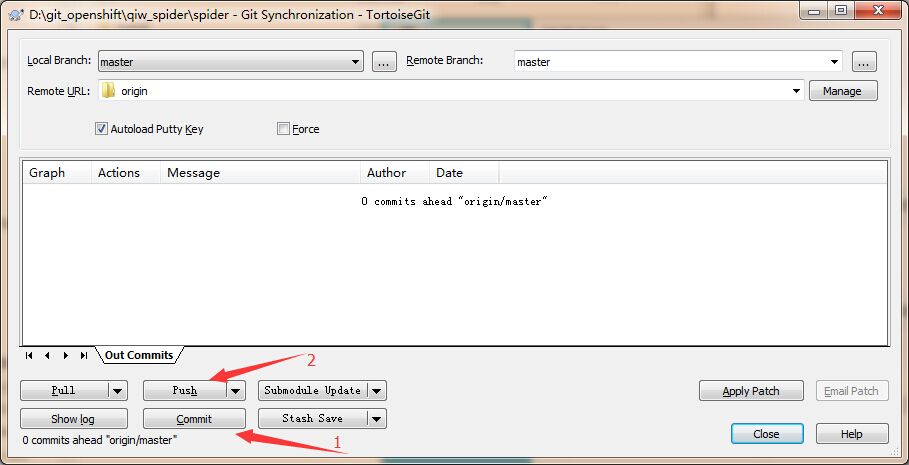 D:\git_openshift\qiw_spider\spider - Git Synchronization - TortoiseGit
Local Branch: master ... Remote Branch: master ...
Remote URL: origin Manage
Autoload Putty Key Force
Graph Actions Message Author Date
0 commits ahead "origin/master"
Out Commits
2
Pull Push Submodule Update Apply Patch Email Patch
Show log Commit Stash Save
1
0 commits ahead "origin/master"
Close Help